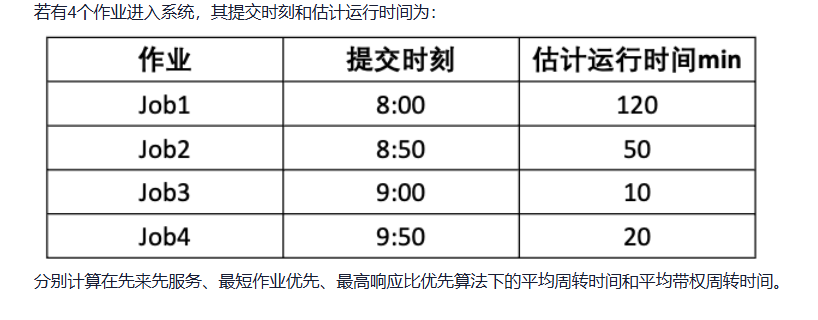 若有4个作业进入系统，其提交时刻和估计运行时间为：
作业 提交时刻 估计运行时间min
Job1 8:00 120
Job2 8:50 50
Job3 9:00 10
Job4 9:50 20
分别计算在先来先服务、最短作业优先、最高响应比优先算法下的平均周转时间和平均带权周转时间。